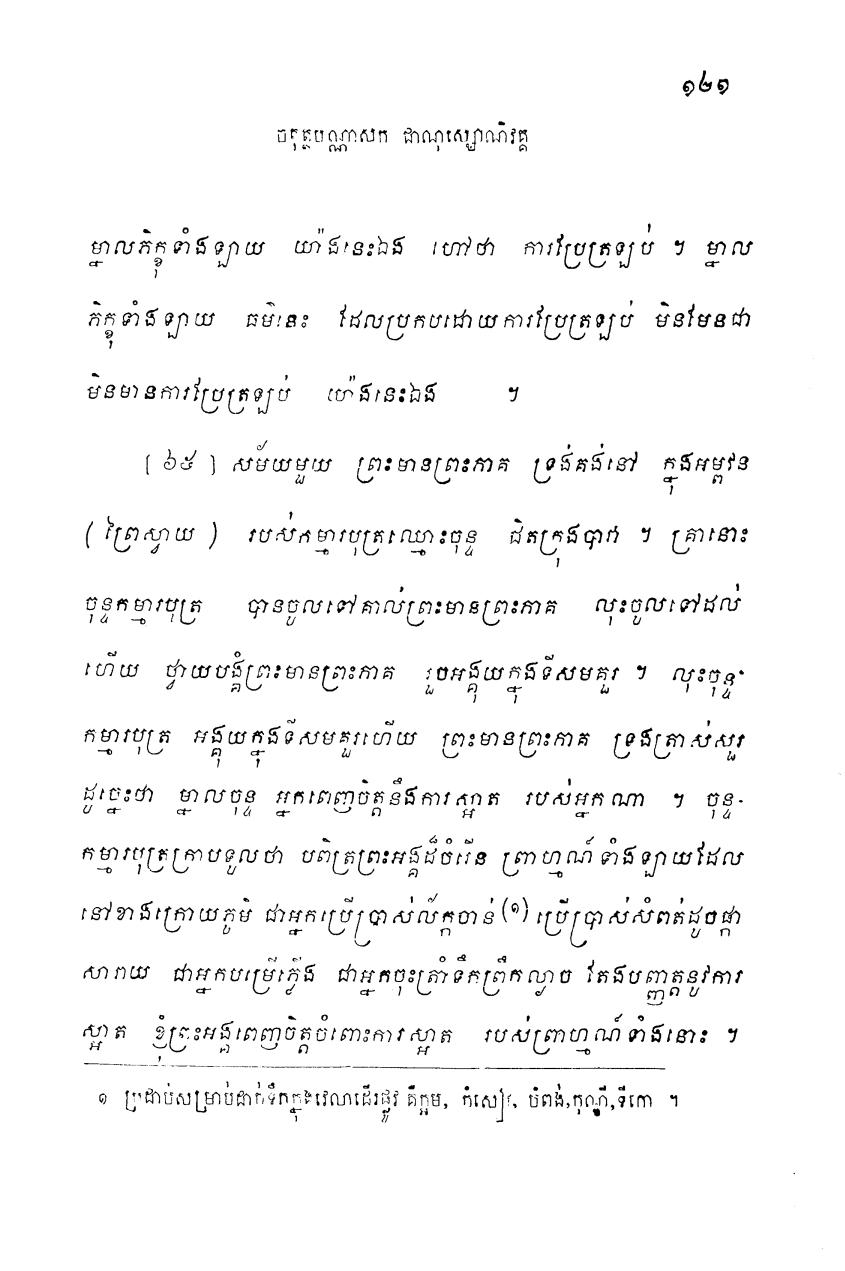 ១៤១
ចតុត្ថបណ្ណាសក ជាណុស្សោណិវគ្គ
ម្នាលភិក្ខុទាំងឡាយ យ៉ាងនេះឯង ហៅថា ការប្រែត្រឡប់ ។ ម្នាល
ភិក្ខុទាំងឡាយ ធម៌នេះ ដែលប្រកបដោយការប្រែត្រឡប់ មិនមែនជា
មិនមានការប្រែត្រឡប់ យ៉េងនេះឯង ។
[ ៦៥ ] សម័យមួយ ព្រះមានព្រះភាគ ទ្រង់គង់នៅ ក្នុងអម្ពវន
(ព្រៃស្វាយ ) របស់កម្មារបុត្រឈ្មោះចុន្ទ ជិតក្រុងបាវា ។ គ្រានោះ
ចុន្ទកម្មារបុត្រ បានចូលទៅគាល់ព្រះមានព្រះភាគ លុះចូលទៅដល់
ហើយ ថ្វាយបង្គំព្រះមានព្រះភាគ រួចអង្គុយក្នុងទីសមគួរ ។ លុះចុន្ទ-
កម្មារបុត្រ អង្គុយក្នុងទីសមគួរហើយ ព្រះមានព្រះភាគ ទ្រងត្រាស់សួរ
ដូច្នេះថា ម្នាលចុន្ទ អ្នកពេញចិត្តនឹងការស្អាត របស់អ្នកណា ។ ចុន្ទ-
កម្មារបុត្រក្រាបទូលថា បពិត្រព្រះអង្គដ៏ចំរើន ព្រាហ្មណ៍ទាំងឡាយដែល
នៅខាងក្រោយភូមិ ជាអ្នកប្រើប្រាស់ល័ក្កចាន់ (១) ប្រើប្រាស់សំពត់ដូចផ្កា
សារាយ ជាអ្នកបម្រើភ្លើង ជាអ្នកចុះត្រាំទឹកព្រឹកល្ងាច តែងបញ្ញត្តនូវការ
ស្អាត ខ្ញុំព្រះអង្គពេញចិត្តចំពោះការស្អាត របស់ព្រាហ្មណ៍ទាំងនោះ ។
១ ប្រដាប់សម្រាប់ដាក់ទឹកក្នុងវេលាដើរផ្លូវ គឺក្អម, កំសៀវ, បំពង់,កុណ្ឌី,ទីកោ ។